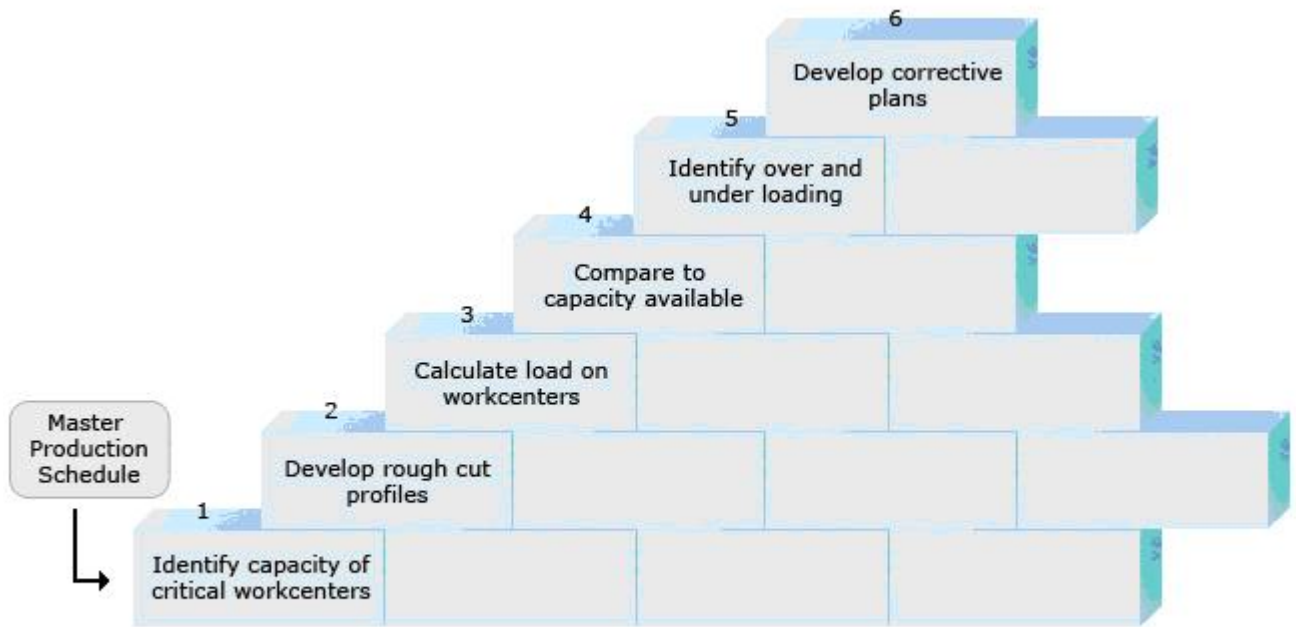 6
Develop corrective
plans
5
Identify over and
under loading
4
Compare to
capacity available
3
Calculate load on
workcenters
Master
Production
Schedule
2
Develop rough cut
profiles
1
Identify capacity of
critical workcenters